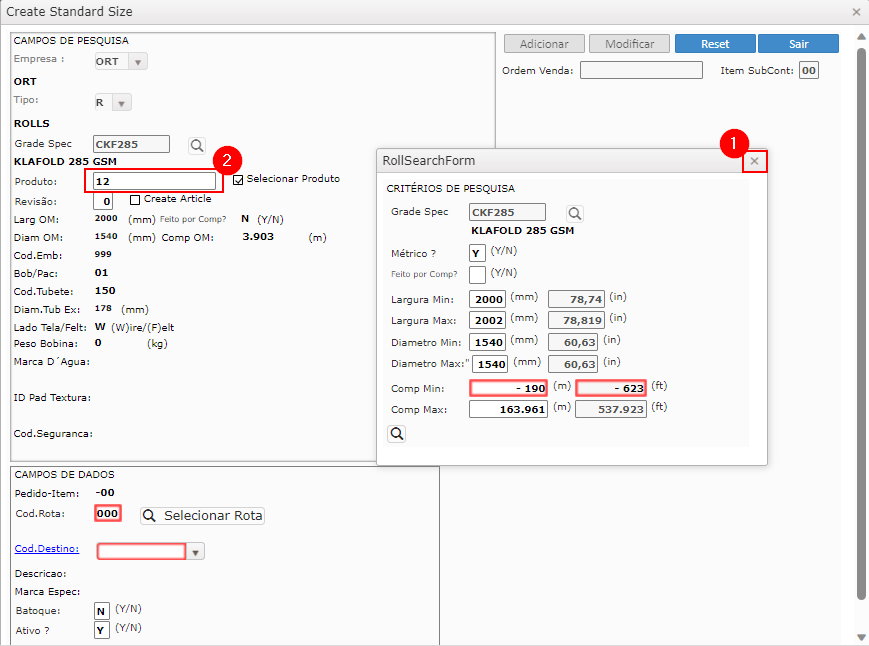 Create Standard Size
CAMPOS DE PESQUISA
Empresa : ORT
ORT
Tipo: R
ROLLS
Grade Spec CKF285
KLAFOLD 285 GSM
2
Produto: 12 Selecionar Produto
Revisão: 0 Create Article
Larg OM: 2000 (mm) Feito por Comp? N (Y/N)
Diam OM: 1540 (mm) Comp OM: 3.903 (m)
Cod.Emb: 999
Bob/Pac: 01
Cod.Tubete: 150
Diam.Tub Ex: 178 (mm)
Lado Tela/Felt: W (W)ire/(F)elt
Peso Bobina: 0 (kg)
Marca D´Agua:
ID Pad Textura:
Cod.Seguranca:
Adicionar Modificar Reset Sair
Ordem Venda: Item SubCont: 00
1
RollSearchForm
CRITÉRIOS DE PESQUISA
Grade Spec CKF285
KLAFOLD 285 GSM
Métrico ? Y (Y/N)
Feito por Comp? (Y/N)
Largura Min: 2000 (mm) 78,74 (in)
Largura Max: 2002 (mm) 78,819 (in)
Diametro Min: 1540 (mm) 60,63 (in)
Diametro Max:" 1540 (mm) 60,63 (in)
Comp Min: - 190 (m) - 623 (ft)
Comp Max: 163.961 (m) 537.923 (ft)
CAMPOS DE DADOS
Pedido-Item: -00
Cod.Rota: 000 Selecionar Rota
Cod.Destino:
Descricao:
Marca Espec:
Batoque: N (Y/N)
Ativo ? Y (Y/N)